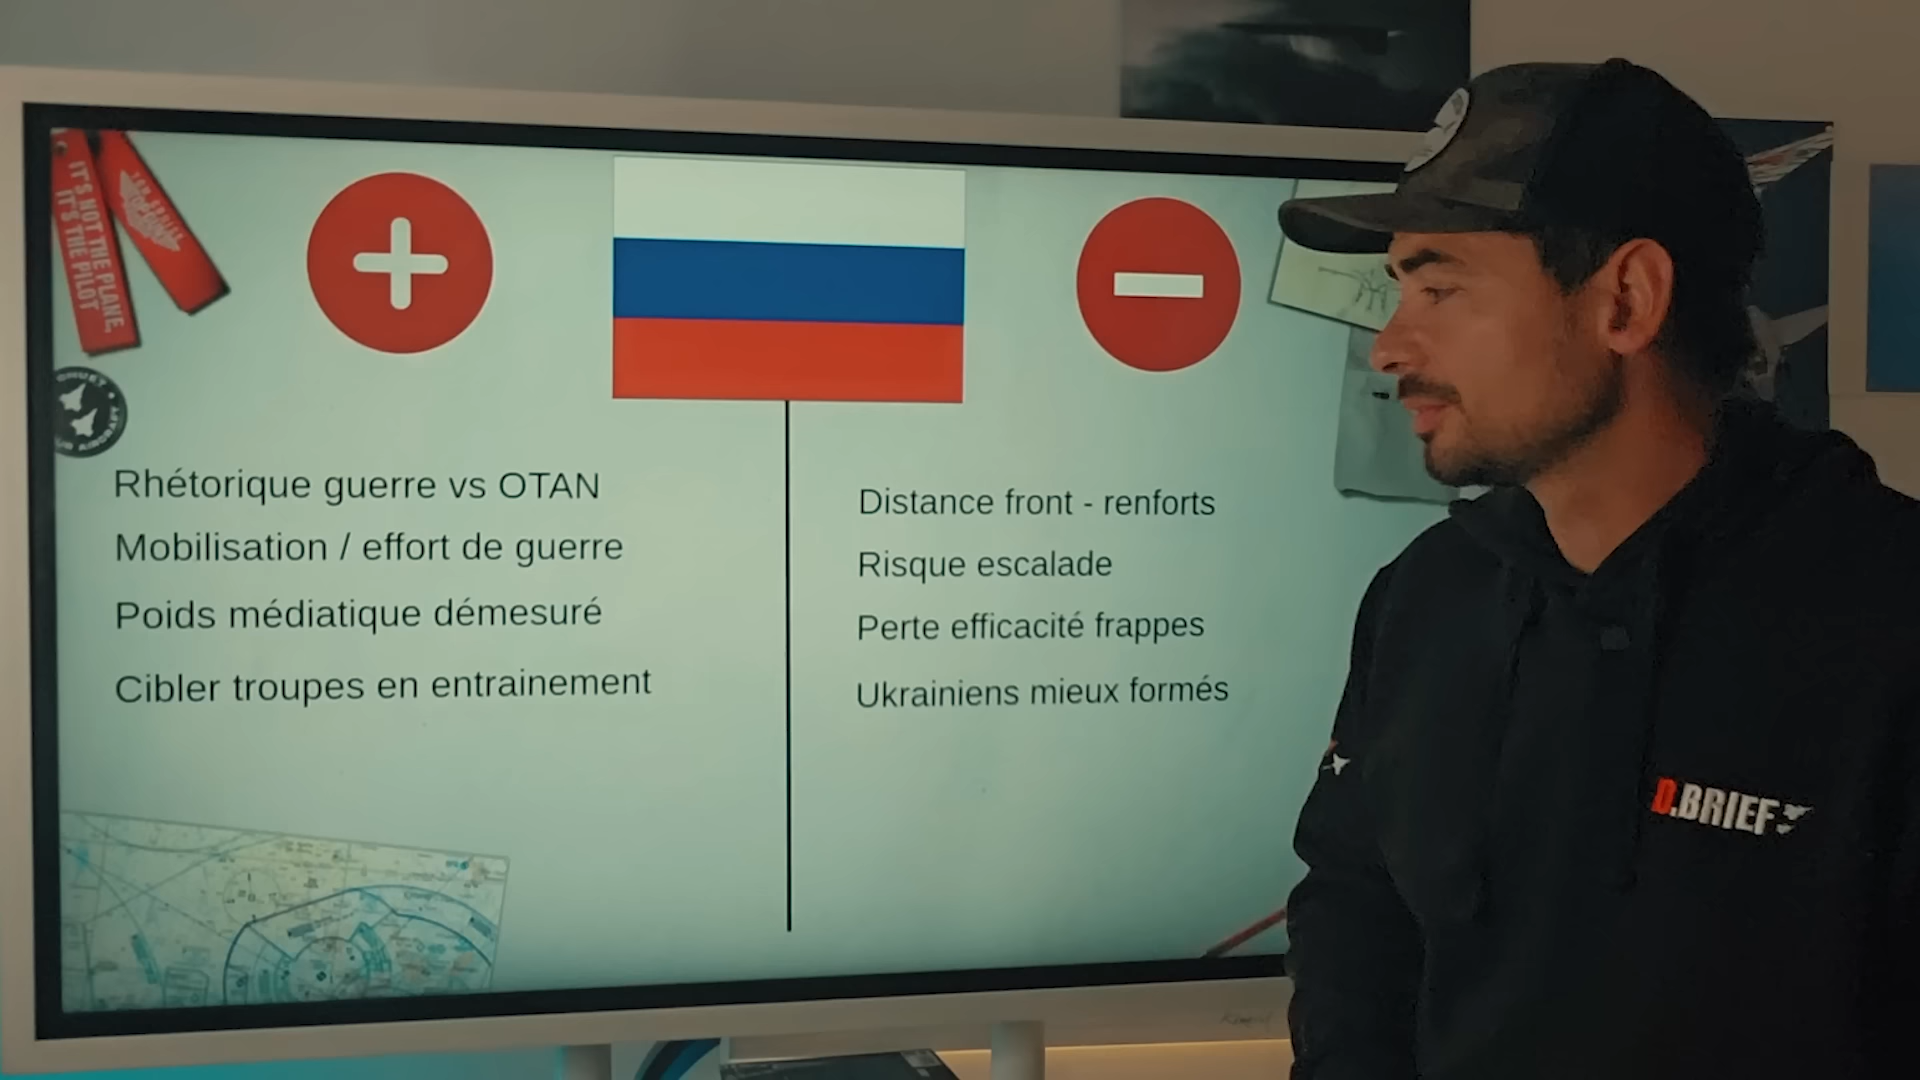 IT'S NOT THE PLANE,
IT'S THE PILOT
Rhétorique guerre vs OTAN
Mobilisation / effort de guerre
Poids médiatique démesuré
Cibler troupes en entrainement
Distance front - renforts
Risque escalade
Perte efficacité frappes
Ukrainiens mieux formés
D.BRIEF